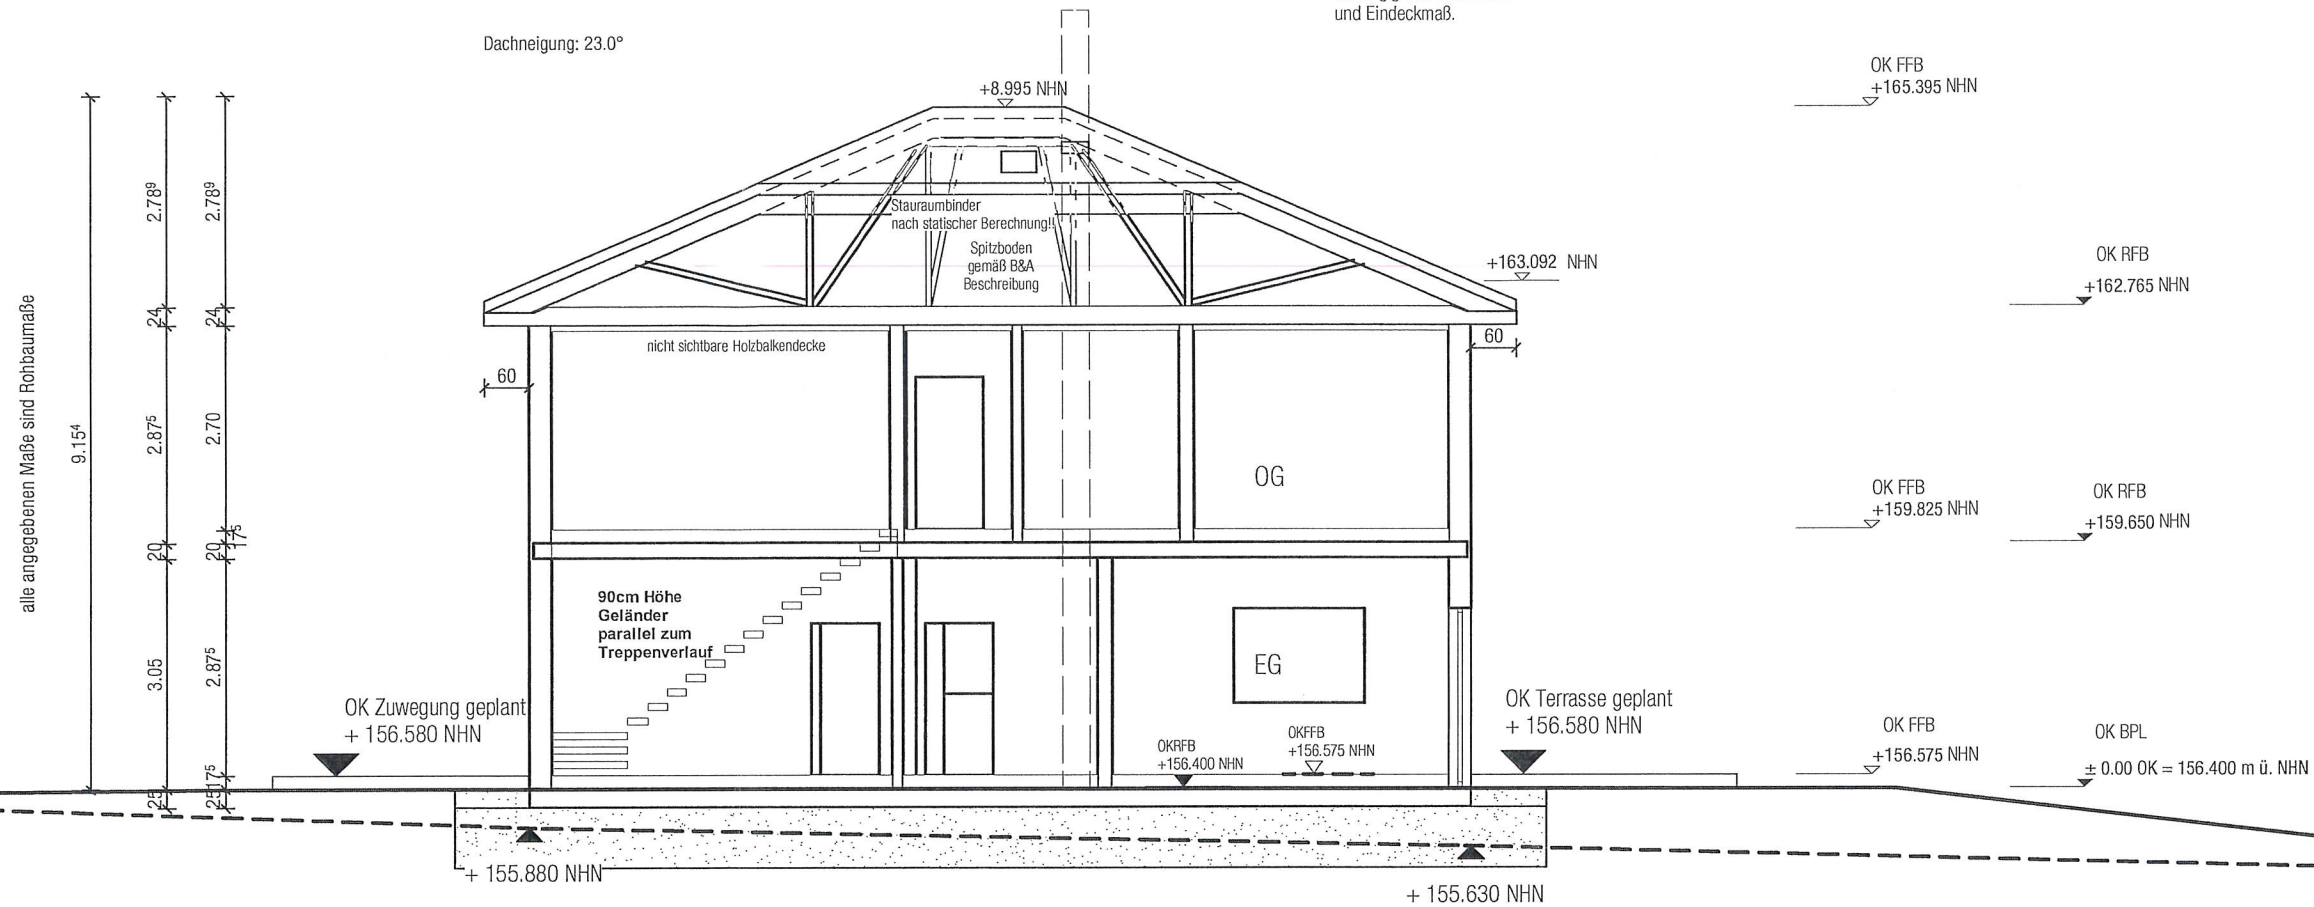 und Eindeckmaß.
Dachneigung: 23.0°
OK FFB
+165.395 NHN
+8.995 NHN
Stauraumbinder
nach statischer Berechnung!!
Spitzboden
gemäß B&A
Beschreibung
+163.092 NHN
OK RFB
+162.765 NHN
alle angegebenen Maße sind Rohbaumaße
9.15⁴
2.78⁹
24
2.87⁵
20
3.05
25
2.78⁹
24
2.70
17⁵
20
2.87⁵
17⁵
25
60
60
nicht sichtbare Holzbalkendecke
OG
OK FFB
+159.825 NHN
OK RFB
+159.650 NHN
90cm Höhe
Geländer
parallel zum
Treppenverlauf
EG
OK Zuwegung geplant
+ 156.580 NHN
OK Terrasse geplant
+ 156.580 NHN
OKRFB
+156.400 NHN
OKFFB
+156.575 NHN
OK FFB
+156.575 NHN
OK BPL
± 0.00 OK = 156.400 m ü. NHN
+ 155.880 NHN
+ 155.630 NHN